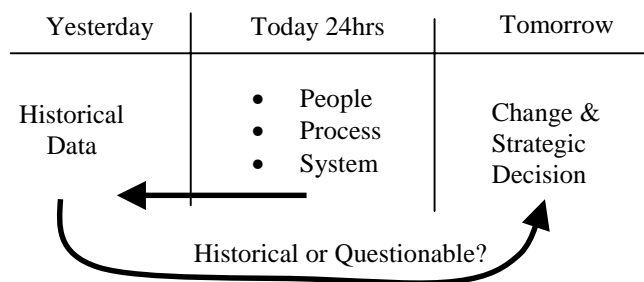 Yesterday
Today 24hrs
Tomorrow
Historical
Data
• People
• Process
• System
Change &
Strategic
Decision
Historical or Questionable?